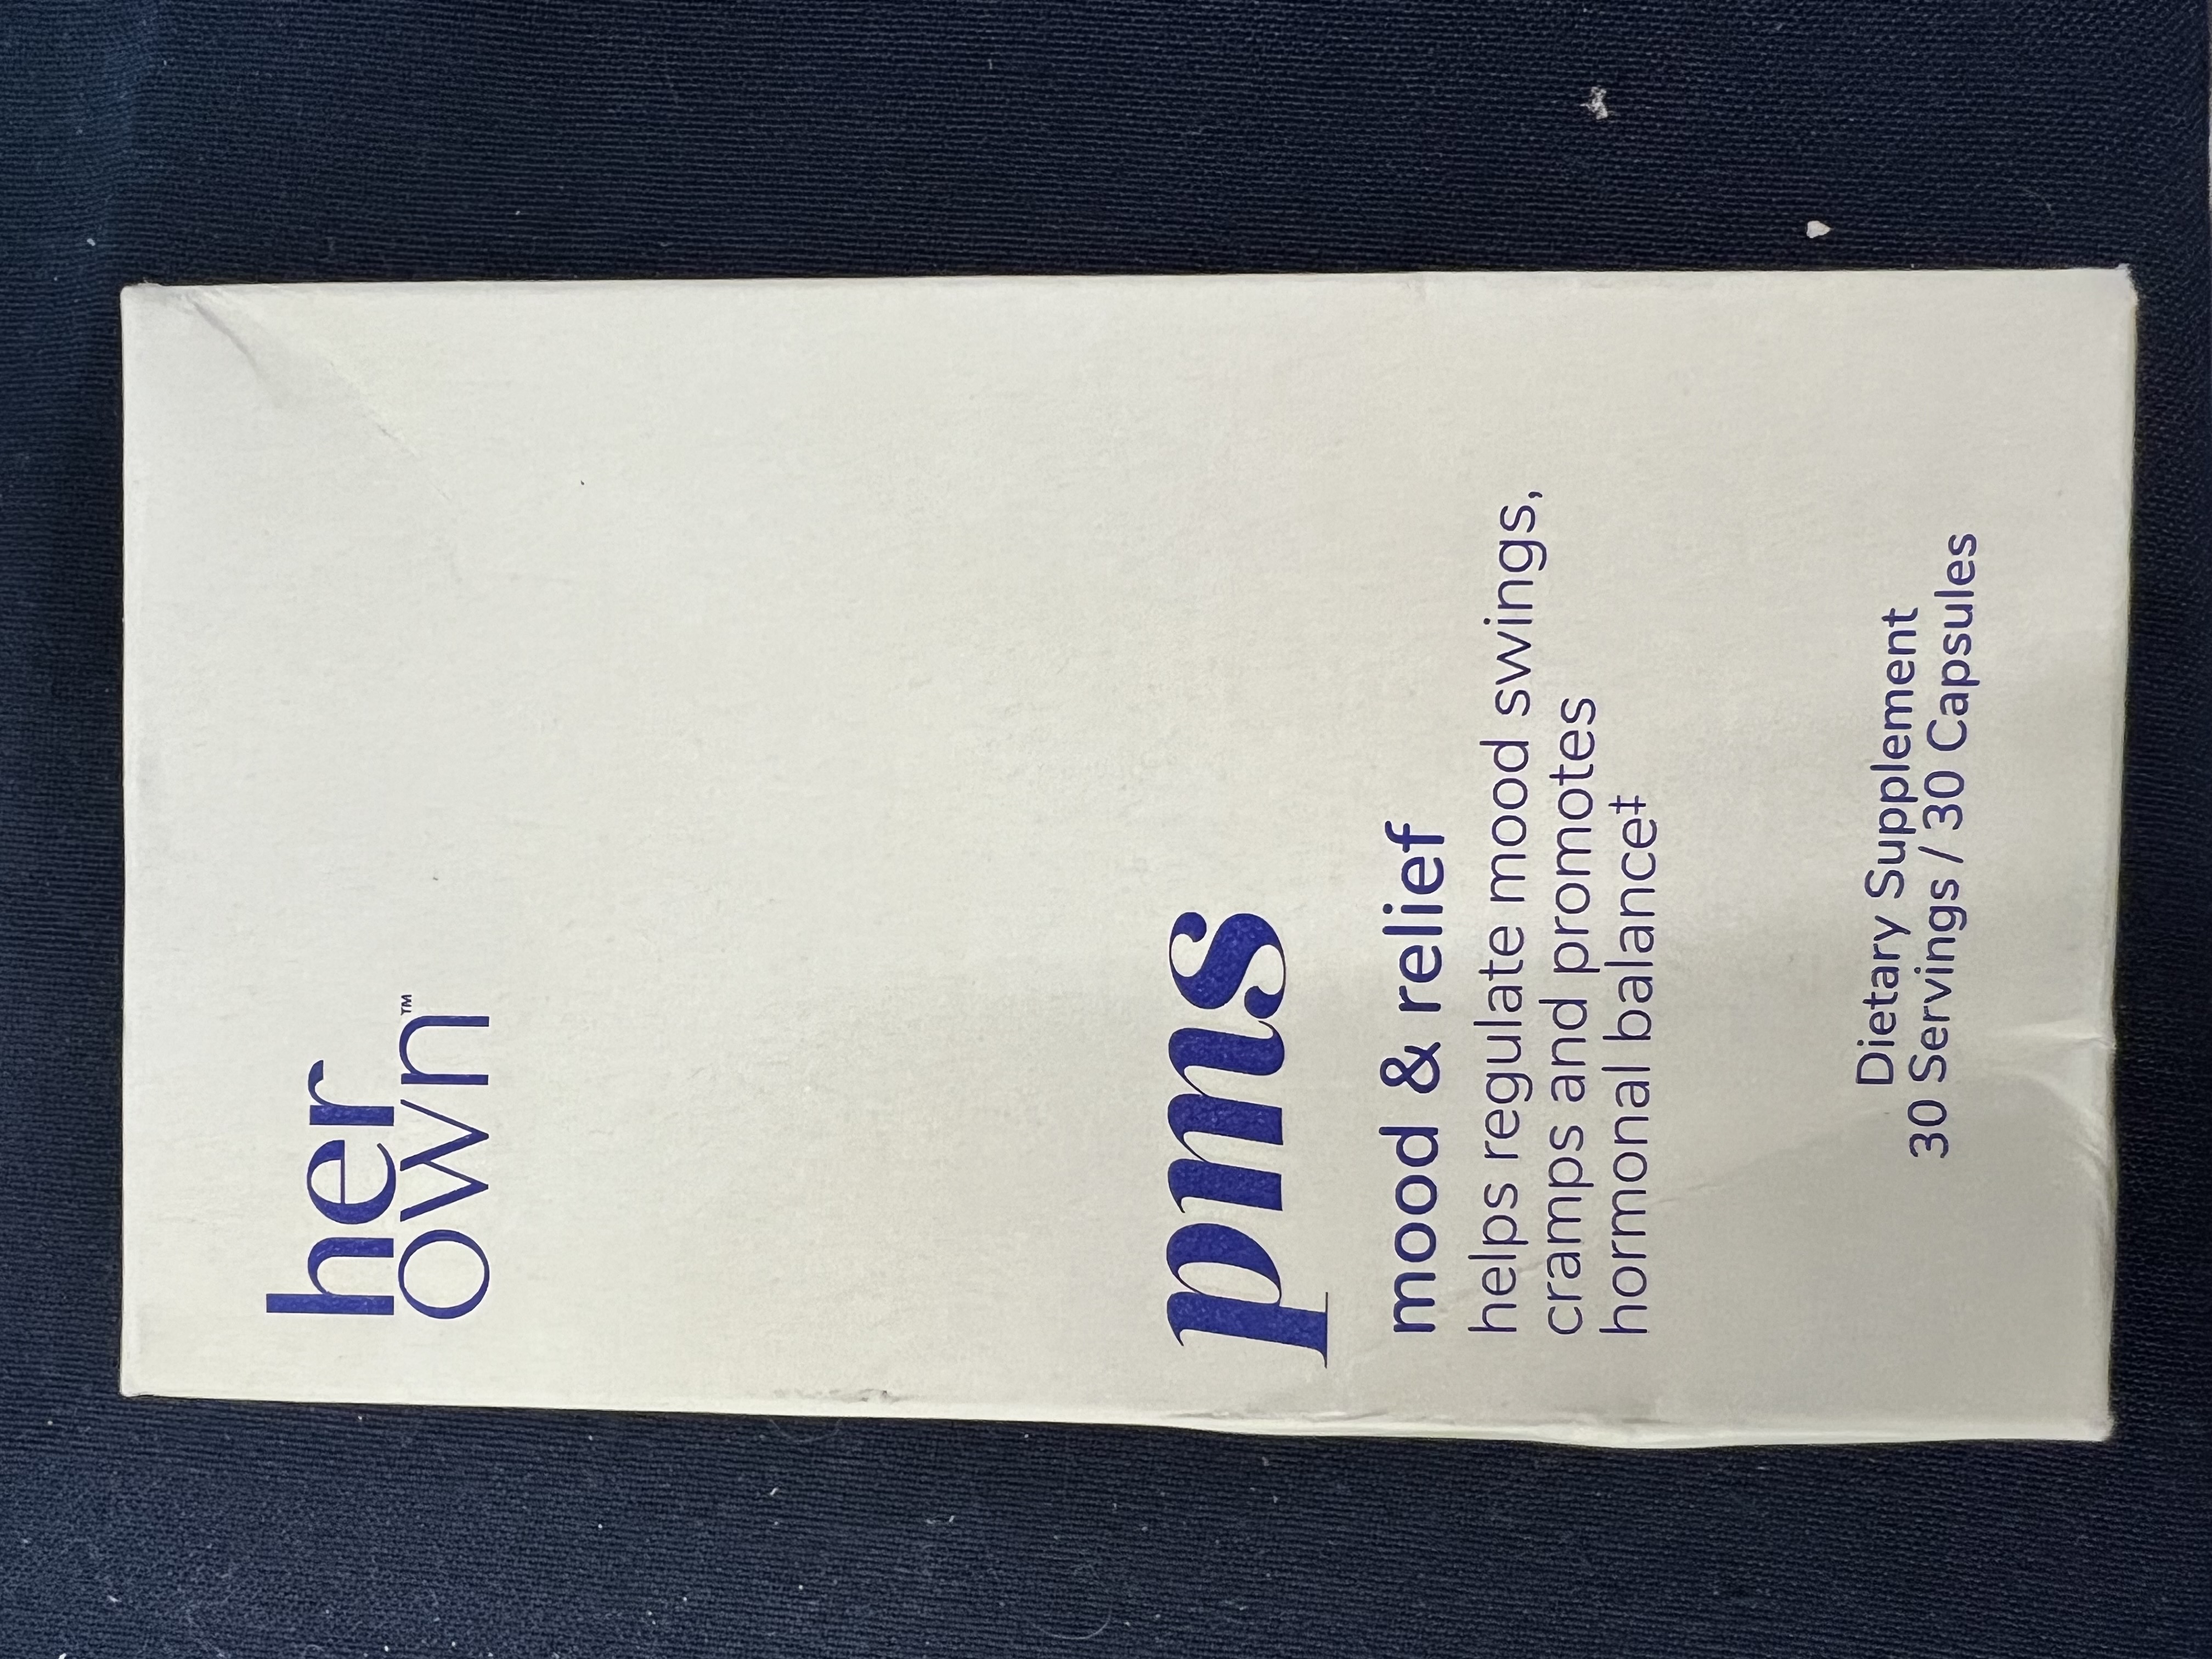 her
own™
pms
mood & relief
helps regulate mood swings,
cramps and promotes
hormonal balance‡
Dietary Supplement
30 Servings / 30 Capsules